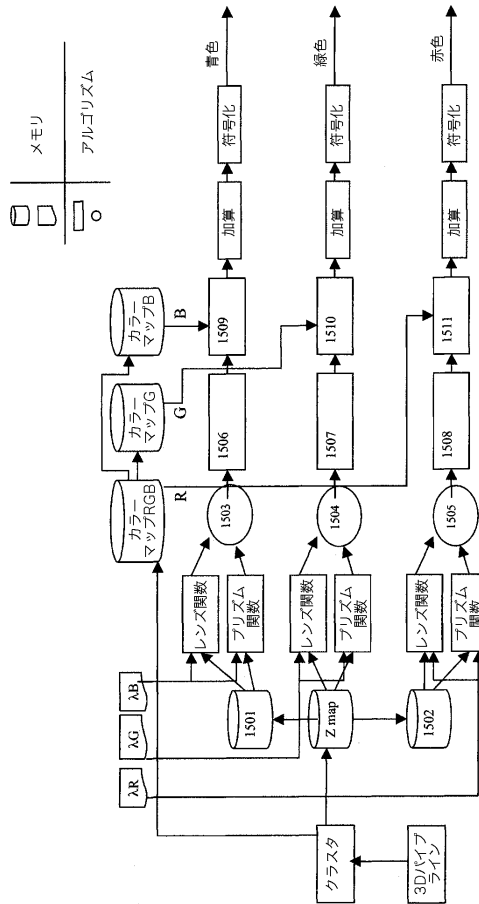 メモリ
アルゴリズム
青色
緑色
赤色
符号化
符号化
符号化
加算
加算
加算
カラー
マップB
カラー
マップG
カラー
マップRGB
B
G
R
1509
1510
1511
1506
1507
1508
1503
1504
1505
レンズ関数
プリズム
関数
レンズ関数
プリズム
関数
レンズ関数
プリズム
関数
λB
λG
λR
1501
Z map
1502
クラスタ
3Dパイプ
ライン